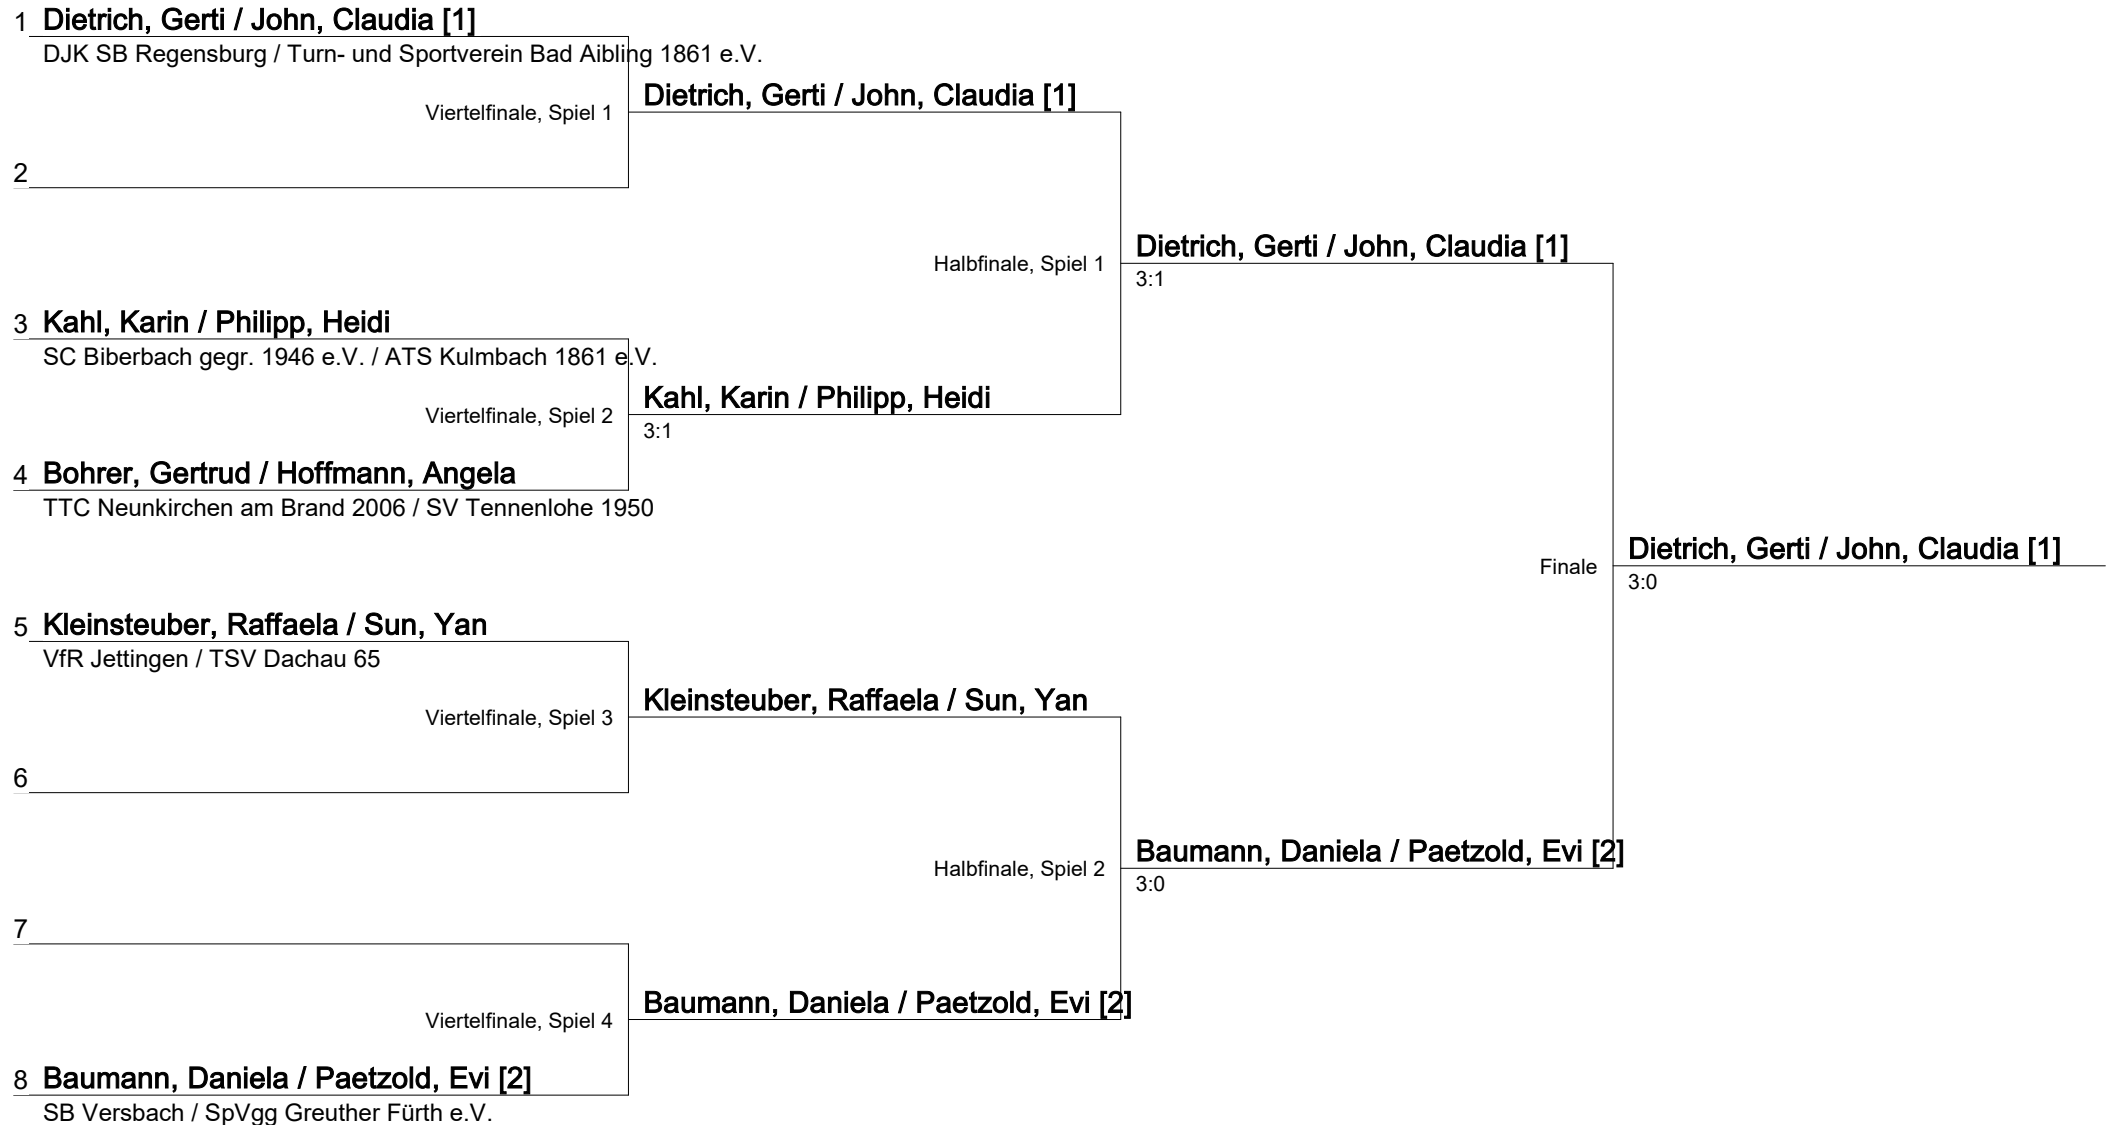 1 Dietrich, Gerti / John, Claudia [1]
DJK SB Regensburg / Turn- und Sportverein Bad Aibling 1861 e.V.
Viertelfinale, Spiel 1
Dietrich, Gerti / John, Claudia [1]
2
Halbfinale, Spiel 1
Dietrich, Gerti / John, Claudia [1]
3:1
3 Kahl, Karin / Philipp, Heidi
SC Biberbach gegr. 1946 e.V. / ATS Kulmbach 1861 e.V.
Viertelfinale, Spiel 2
Kahl, Karin / Philipp, Heidi
3:1
4 Bohrer, Gertrud / Hoffmann, Angela
TTC Neunkirchen am Brand 2006 / SV Tennenlohe 1950
Finale
Dietrich, Gerti / John, Claudia [1]
3:0
5 Kleinsteuber, Raffaela / Sun, Yan
VfR Jettingen / TSV Dachau 65
Viertelfinale, Spiel 3
Kleinsteuber, Raffaela / Sun, Yan
6
Halbfinale, Spiel 2
Baumann, Daniela / Paetzold, Evi [2]
3:0
7
Viertelfinale, Spiel 4
Baumann, Daniela / Paetzold, Evi [2]
8 Baumann, Daniela / Paetzold, Evi [2]
SB Versbach / SpVgg Greuther Fürth e.V.